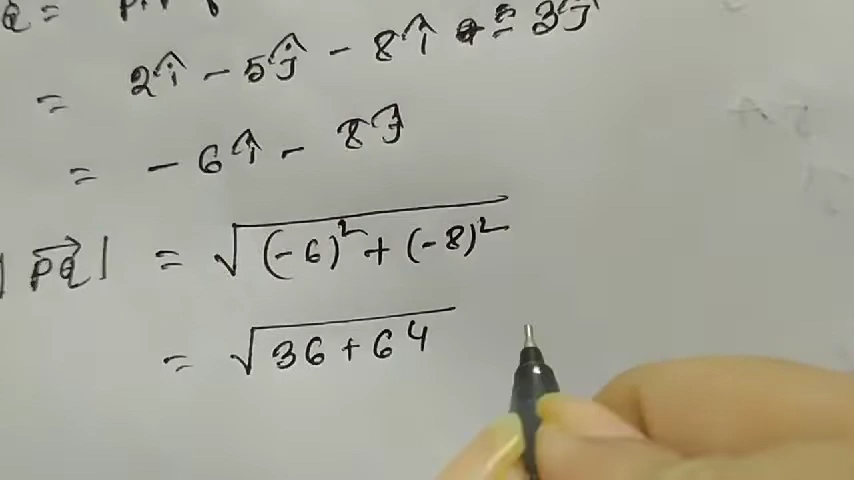 Q =
= 2î - 5ĵ - 8î - 3ĵ
= - 6î - 8ĵ
|PQ⃗| = √(-6)² + (-8)²
= √36 + 64